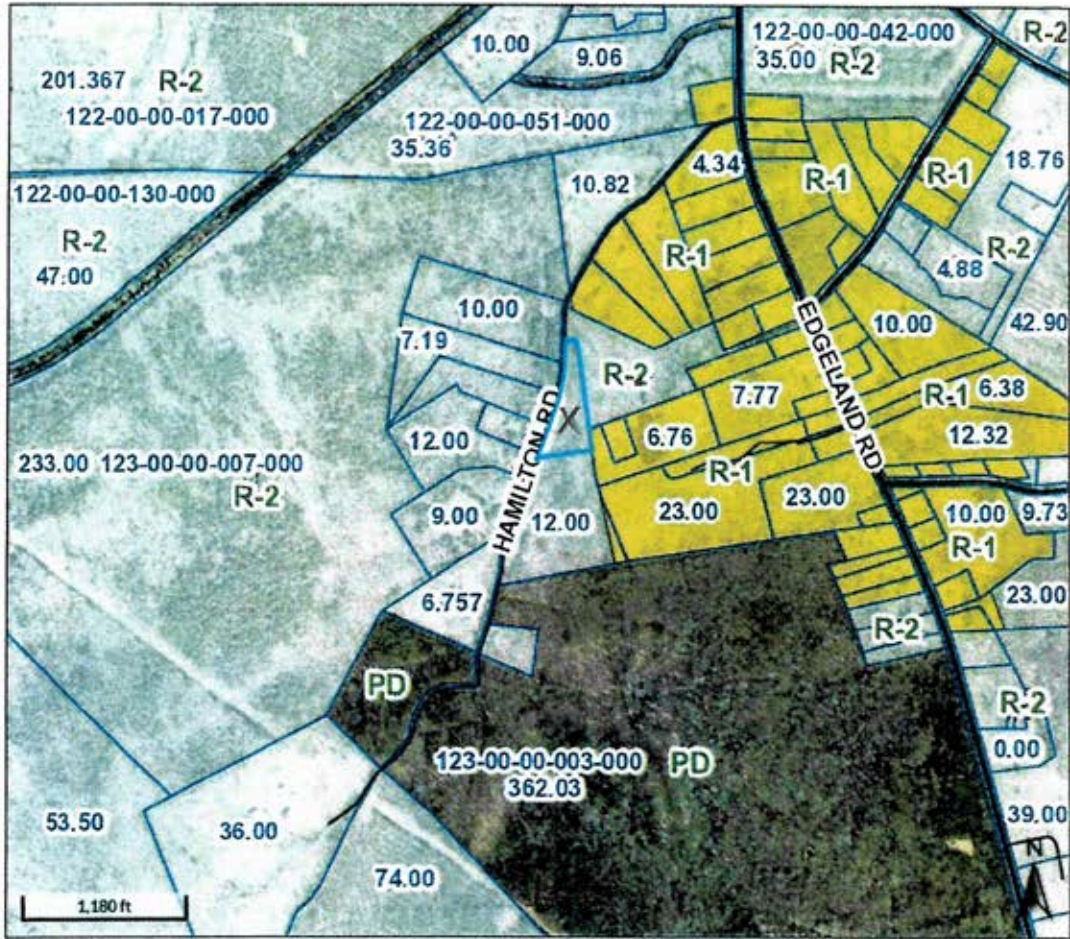 10.00
9.06
122-00-00-042-000
35.00
R-2
R-2
201.367
R-2
122-00-00-017-000
122-00-00-051-000
35.36
4.34
R-1
R-1
18.76
122-00-00-130-000
10.82
R-2
47.00
R-1
R-2
4.88
10.00
10.00
42.90
7.19
R-2
EDGELAND RD
6.38
R-1
7.77
HAMILTON RD
X
12.00
6.76
12.32
233.00 123-00-00-007-000
R-2
R-1
9.00
12.00
23.00
23.00
10.00
9.73
R-1
6.757
23.00
R-2
PD
R-2
123-00-00-003-000
PD
362.03
0.00
53.50
36.00
39.00
74.00
N
1,180 ft